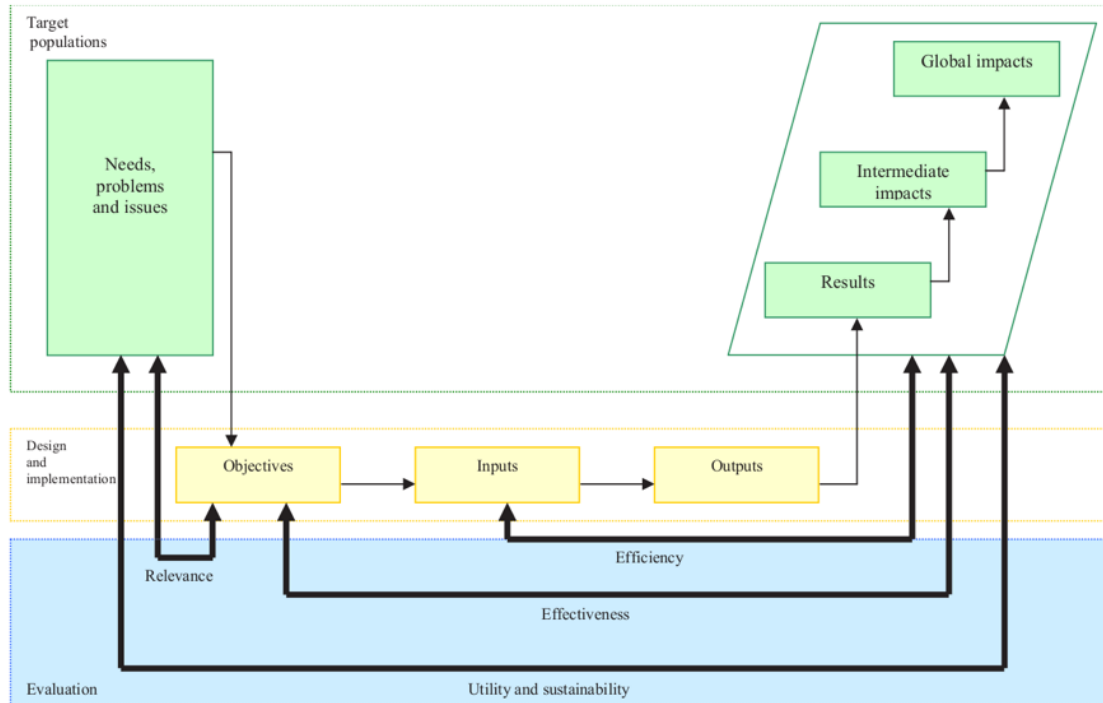 Target
populations
Global impacts
Needs,
problems
and issues
Intermediate
impacts
Results
Design
and
implementation
Objectives
Inputs
Outputs
Efficiency
Relevance
Effectiveness
Evaluation
Utility and sustainability